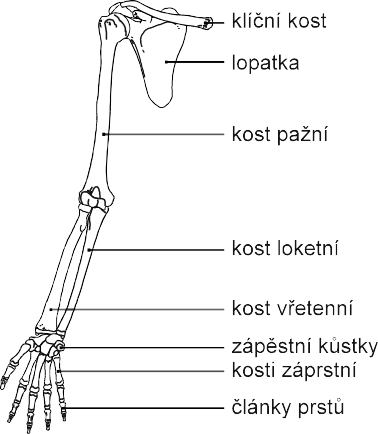 klíční kost
lopatka
kost pažní
kost loketní
kost vřetenní
zápěstní kůstky
kosti záprstní
články prstů